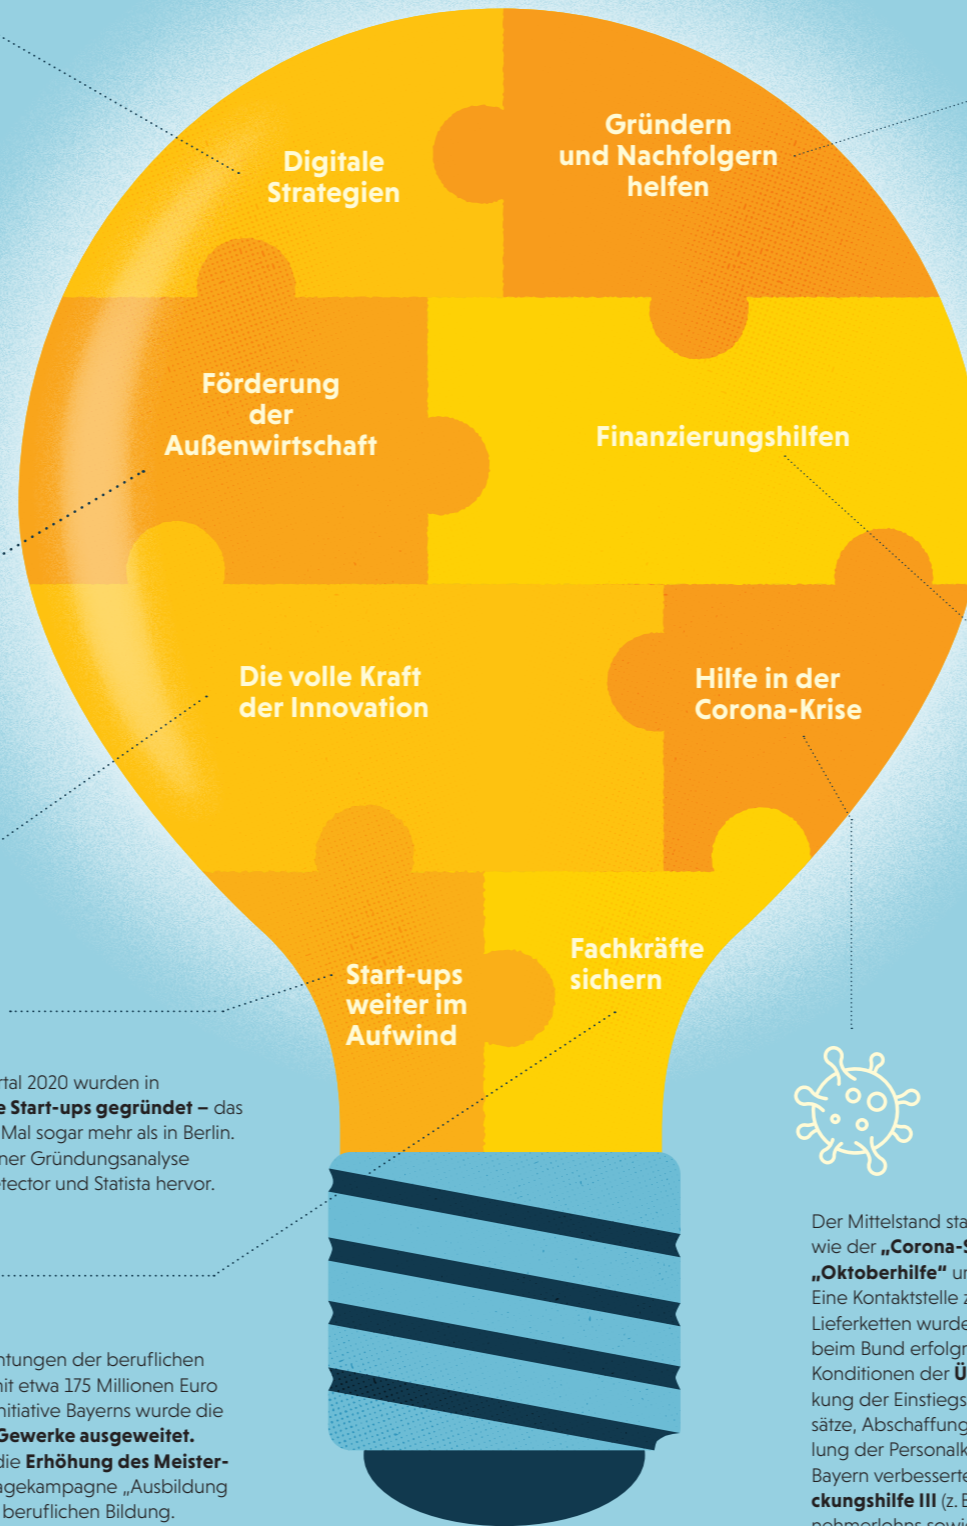 Digitale
Strategien
Gründern
und Nachfolgern
helfen
Förderung
der
Außenwirtschaft
Finanzierungshilfen
Die volle Kraft
der Innovation
Hilfe in der
Corona-Krise
Start-ups
weiter im
Aufwind
Fachkräfte
sichern
rtal 2020 wurden in
e Start-ups gegründet – das
Mal sogar mehr als in Berlin.
ner Gründungsanalyse
etector und Statista hervor.
ntungen der beruflichen
mit etwa 175 Millionen Euro
nitiative Bayerns wurde die
Gewerke ausgeweitet.
die Erhöhung des Meister-
agekampagne „Ausbildung
beruflichen Bildung.
Der Mittelstand sta
wie der „Corona-S
„Oktoberhilfe“ un
Eine Kontaktstelle z
Lieferketten wurde
beim Bund erfolgr
Konditionen der Ü
kung der Einstiegs
sätze, Abschaffung
lung der Personalk
Bayern verbesserte
ckungshilfe III (z. B
nehmerlohns sowie